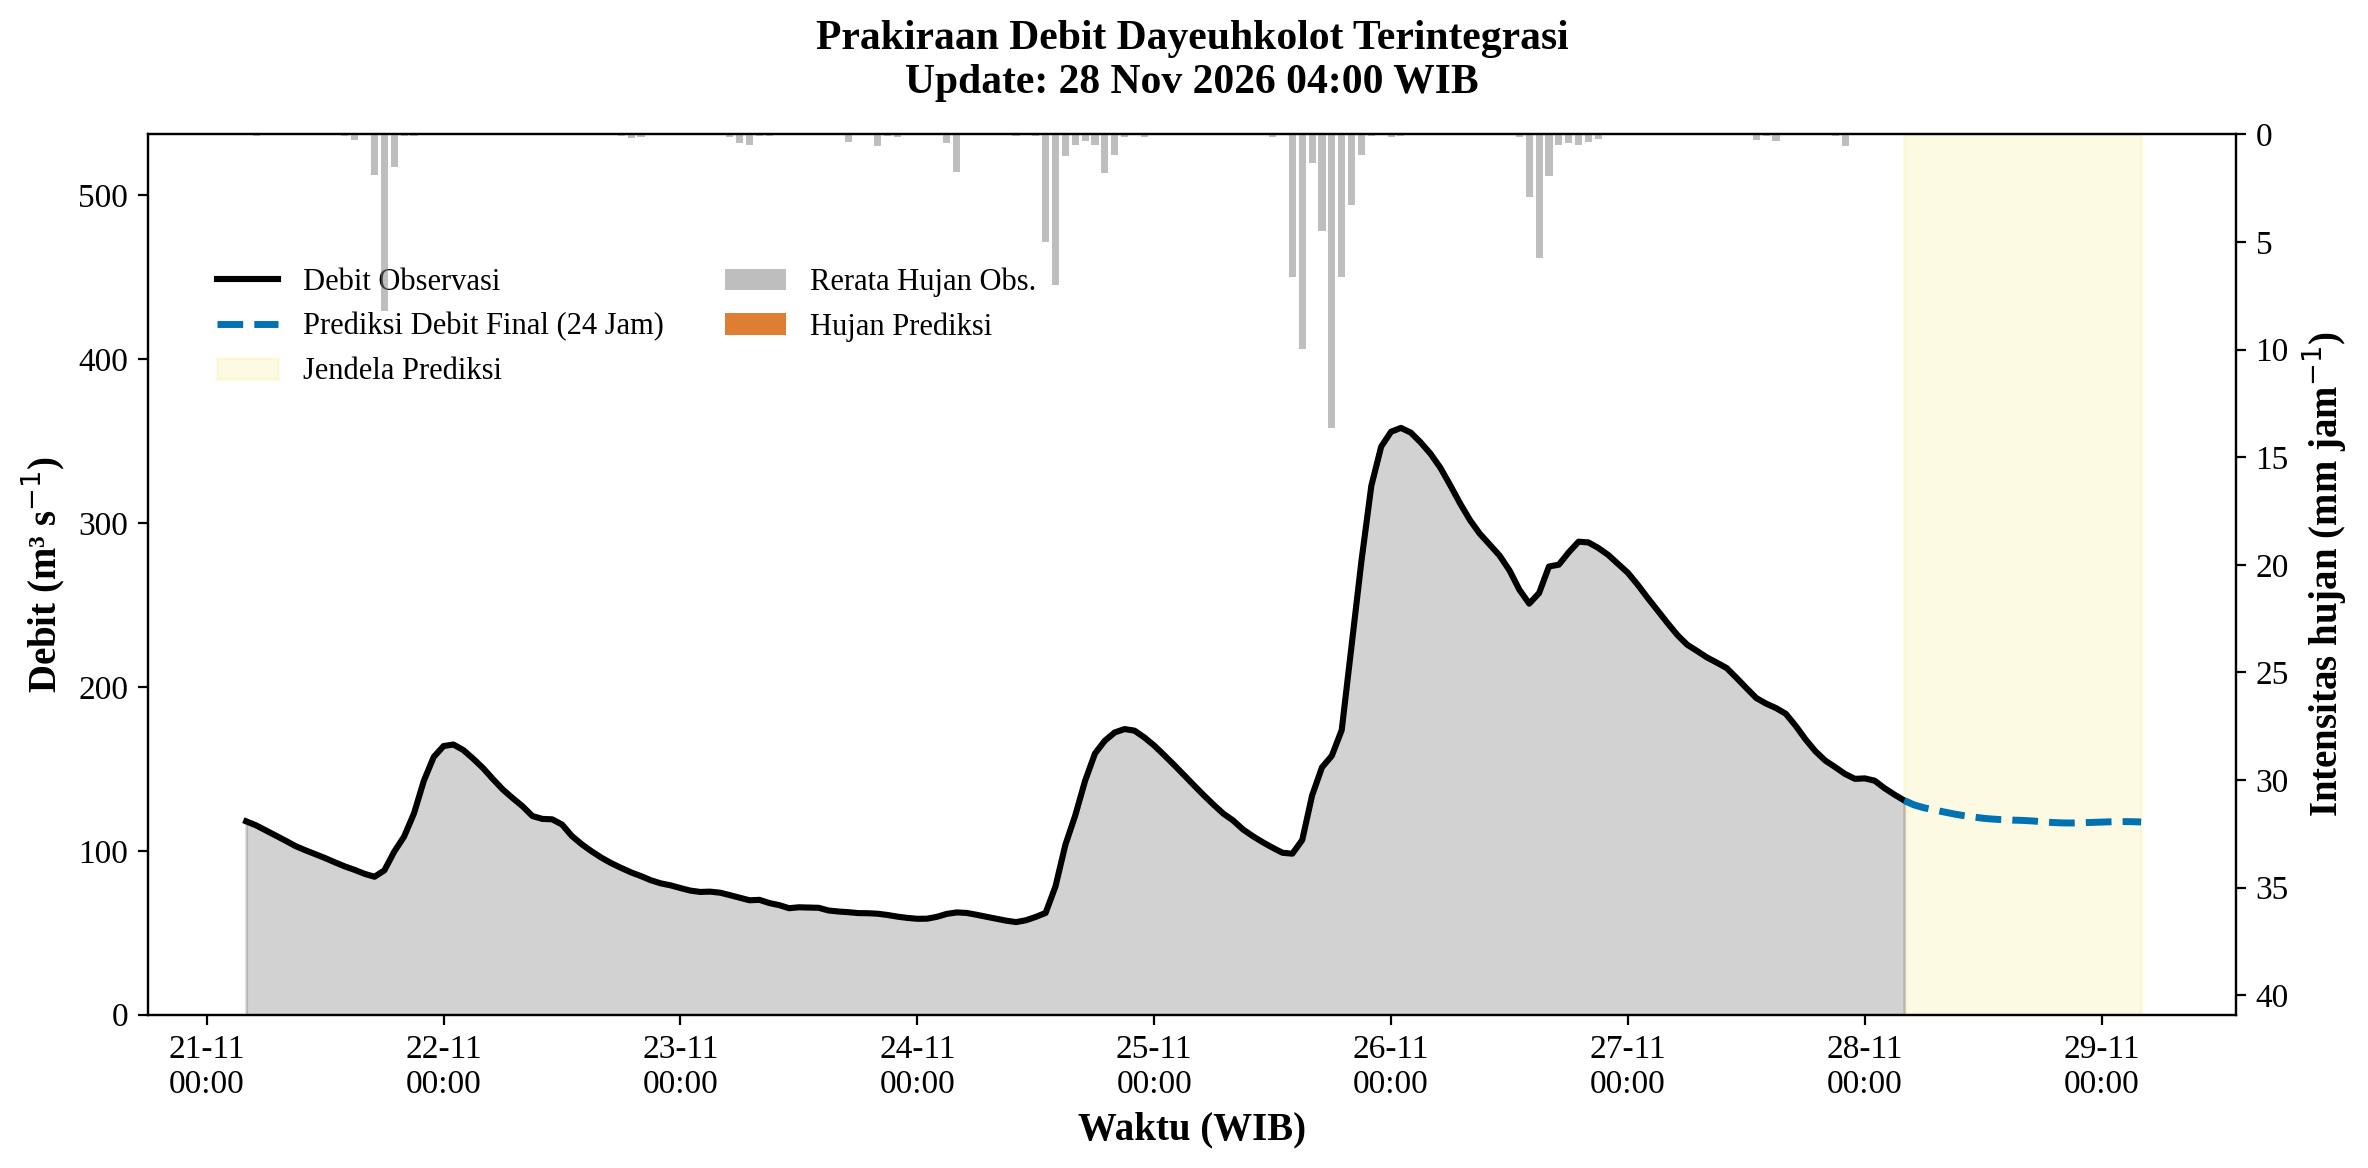 Prakiraan Debit Dayeuhkolot Terintegrasi
Update: 28 Nov 2026 04:00 WIB
Debit (m³ s⁻¹)
500
400
300
200
100
0
Debit Observasi
Prediksi Debit Final (24 Jam)
Jendela Prediksi
Rerata Hujan Obs.
Hujan Prediksi
0
5
10
15
20
25
30
35
40
Intensitas hujan (mm jam⁻¹)
21-11 22-11 23-11 24-11 25-11 26-11 27-11 28-11 29-11
00:00 00:00 00:00 00:00 00:00 00:00 00:00 00:00 00:00
Waktu (WIB)